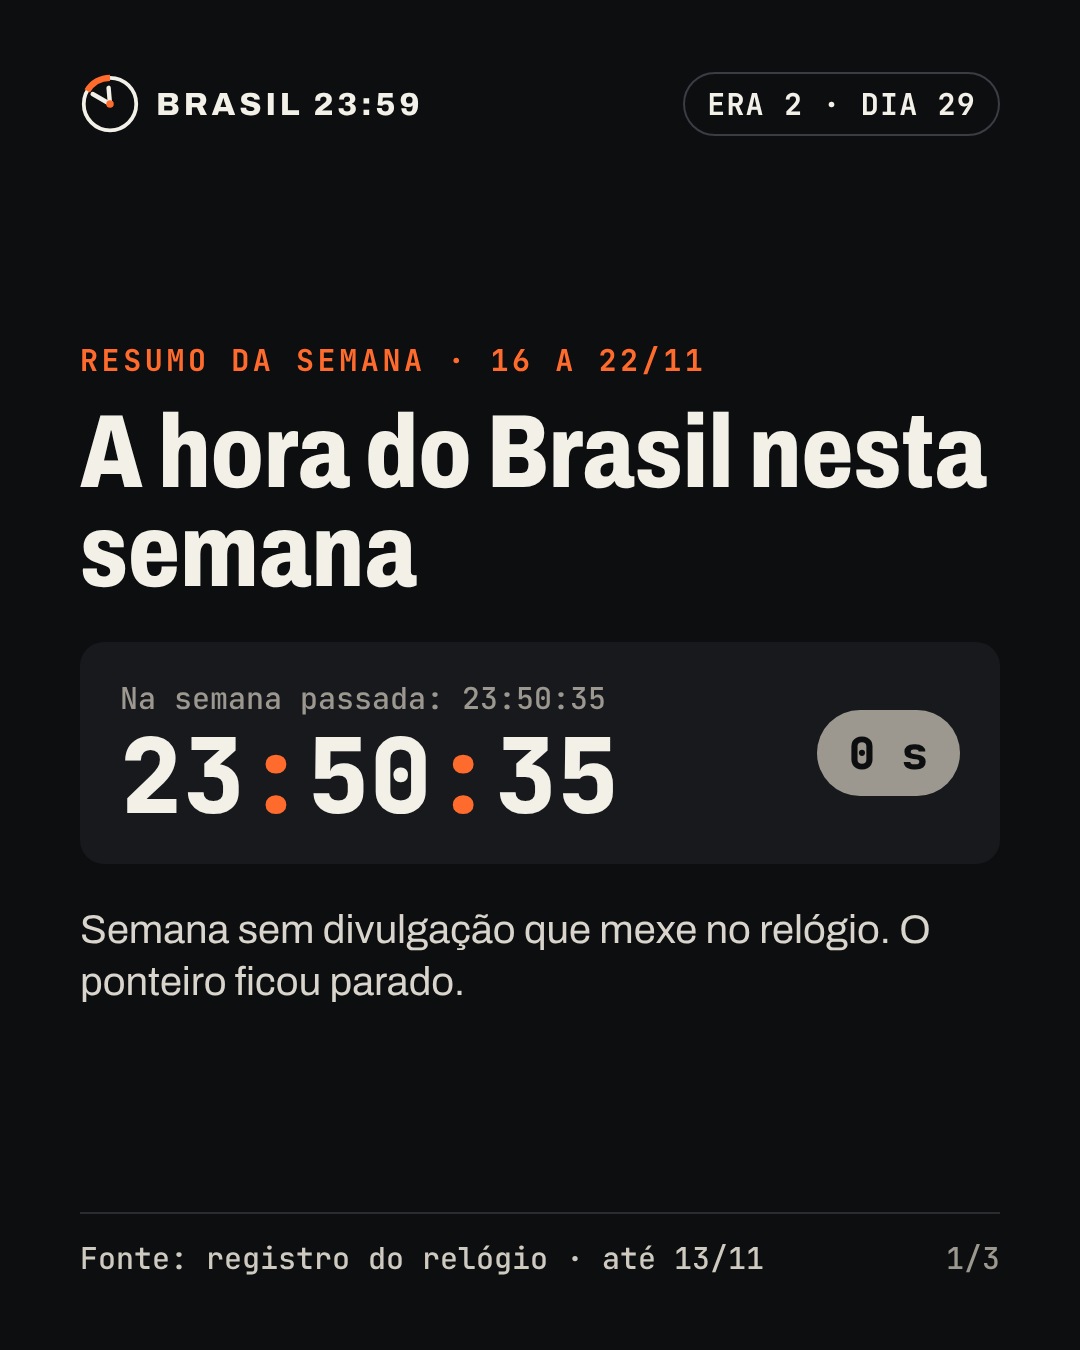 BRASIL 23:59
ERA 2 · DIA 29
RESUMO DA SEMANA · 16 A 22/11
A hora do Brasil nesta
semana
Na semana passada: 23:50:35
23:50:35
0 s
Semana sem divulgação que mexe no relógio. O
ponteiro ficou parado.
Fonte: registro do relógio · até 13/11
1/3